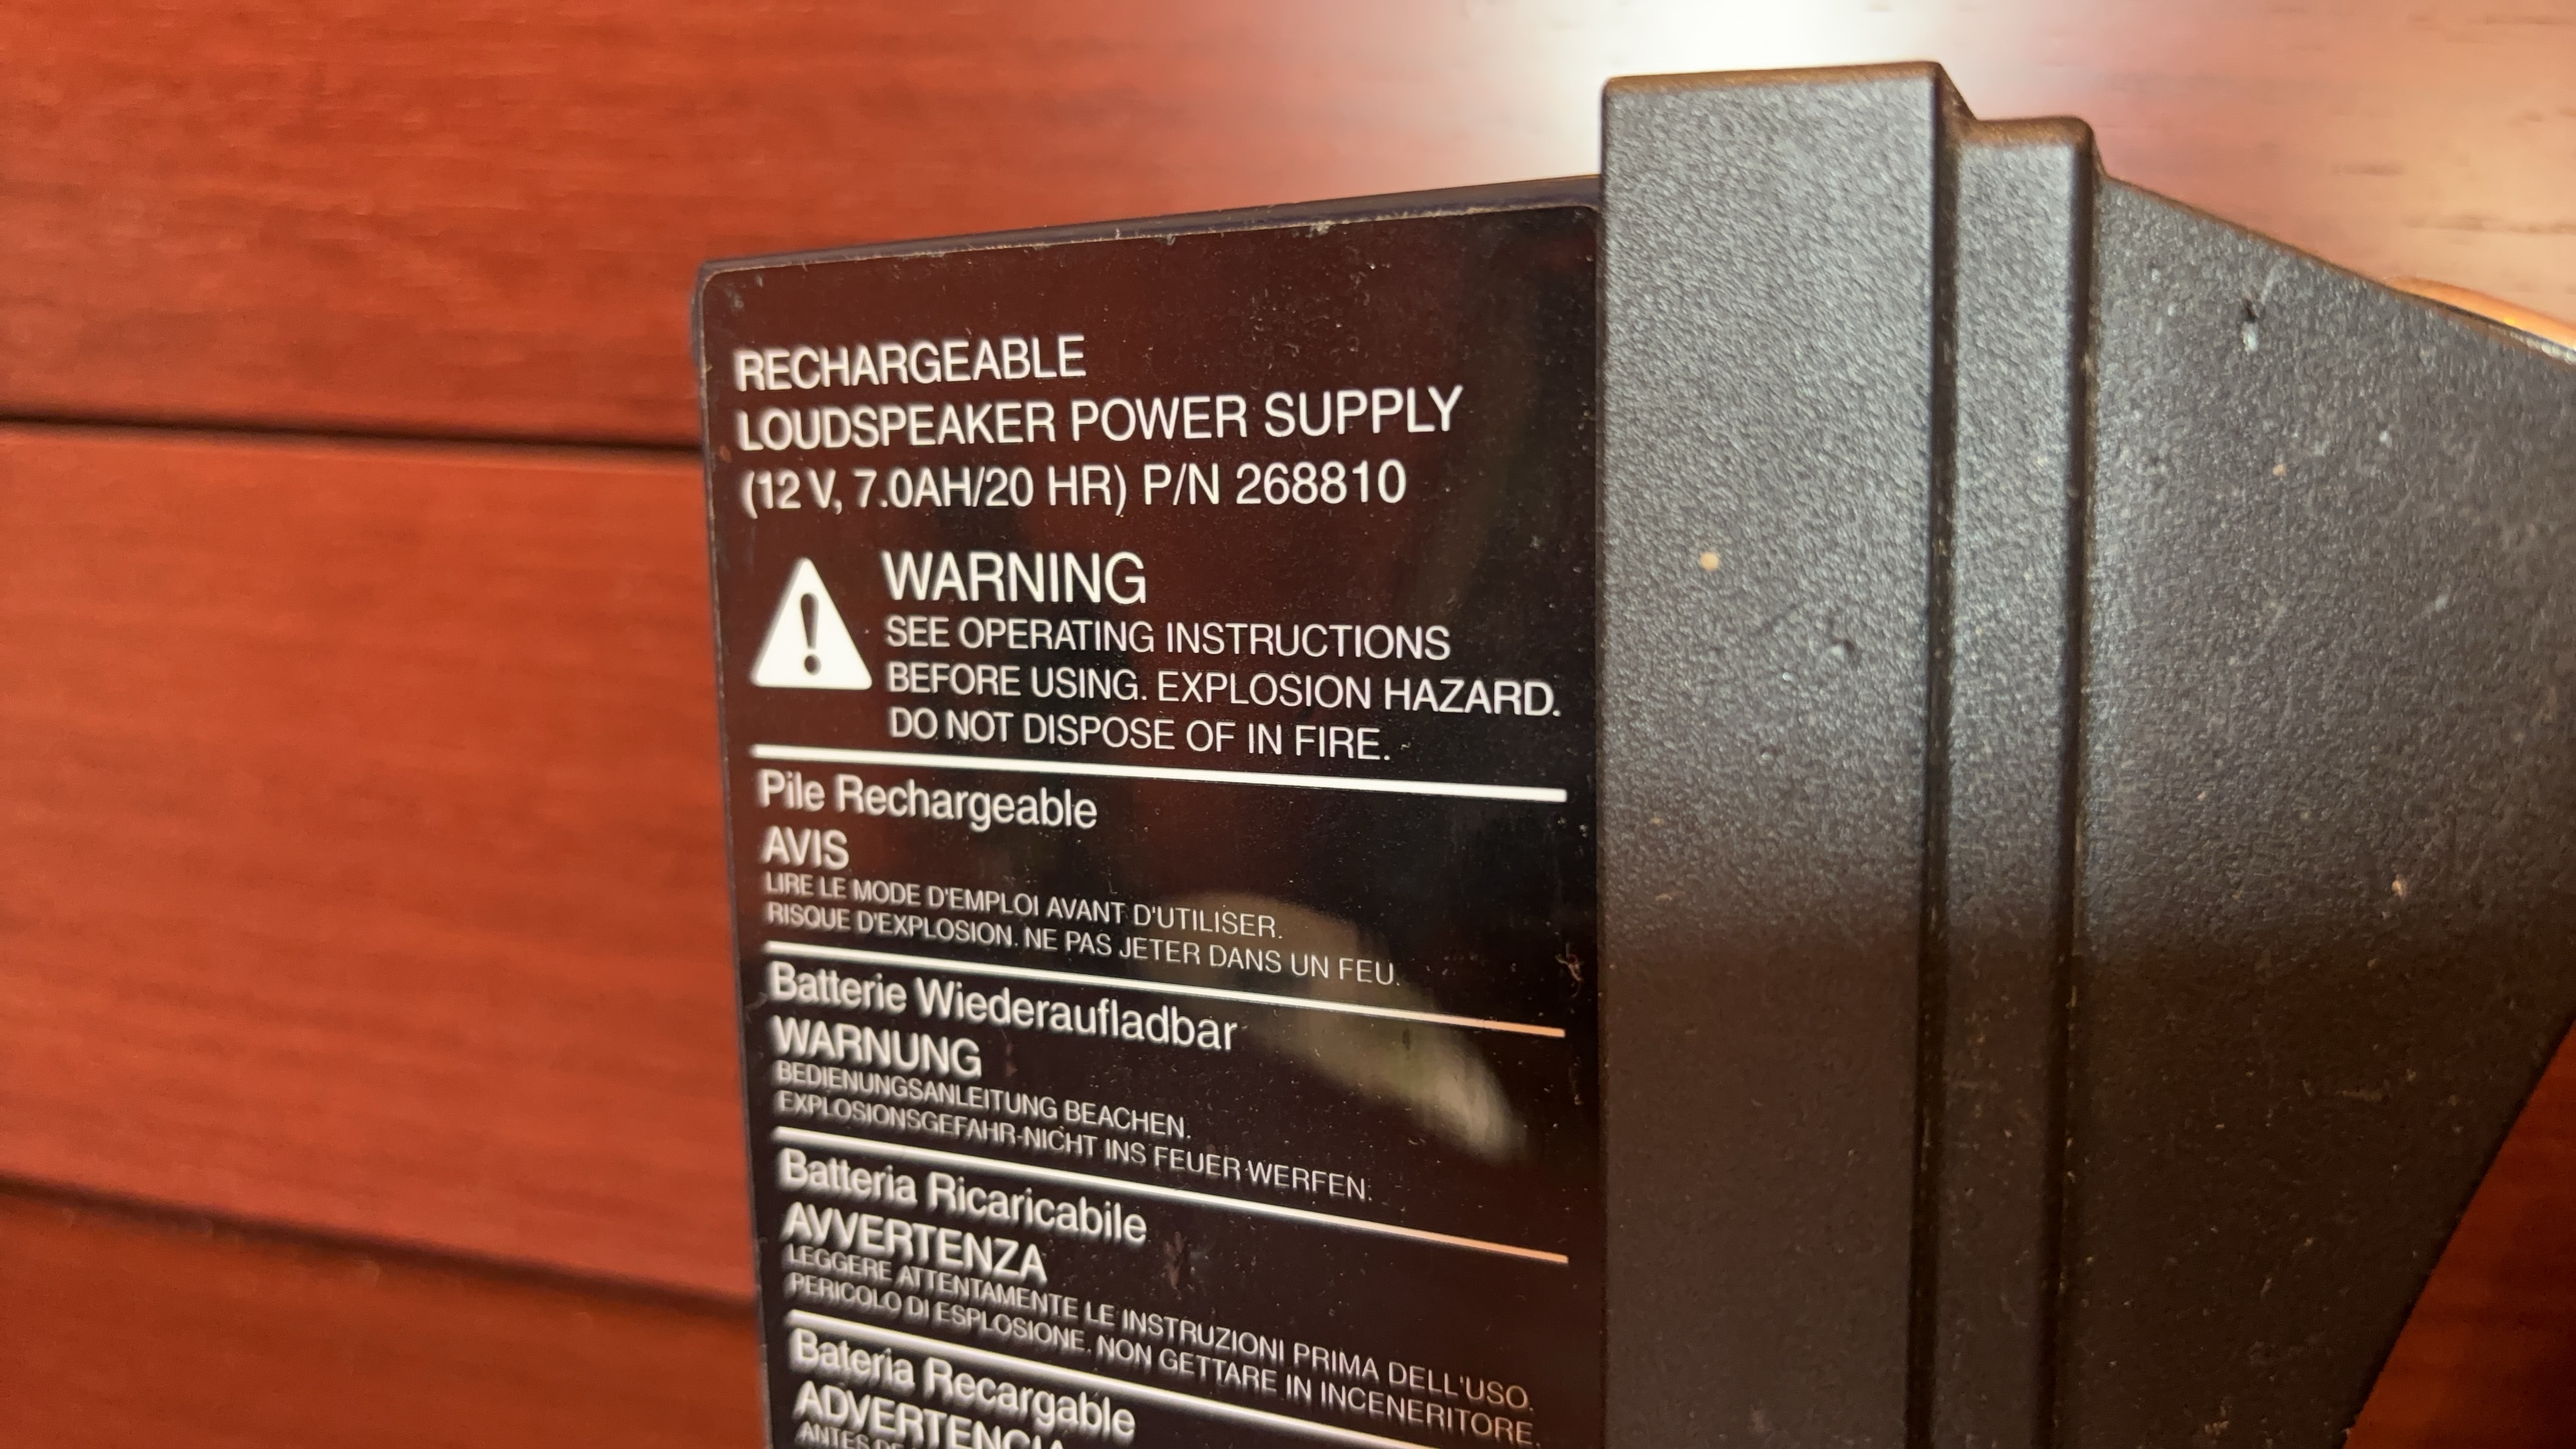 RECHARGEABLE
LOUDSPEAKER POWER SUPPLY
(12 V, 7.0AH/20 HR) P/N 268810
WARNING
SEE OPERATING INSTRUCTIONS
BEFORE USING. EXPLOSION HAZARD.
DO NOT DISPOSE OF IN FIRE.
Pile Rechargeable
AVIS
LIRE LE MODE D'EMPLOI AVANT D'UTILISER.
RISQUE D'EXPLOSION. NE PAS JETER DANS UN FEU.
Batterie Wiederaufladbar
WARNUNG
BEDIENUNGSANLEITUNG BEACHEN.
EXPLOSIONSGEFAHR-NICHT INS FEUER WERFEN.
Batteria Ricaricabile
AVVERTENZA
LEGGERE ATTENTAMENTE LE INSTRUZIONI PRIMA DELL'USO.
PERICOLO DI ESPLOSIONE. NON GETTARE IN INCENERITORE.
Bateria Recargable
ADVERTENCIA
ANTES DE